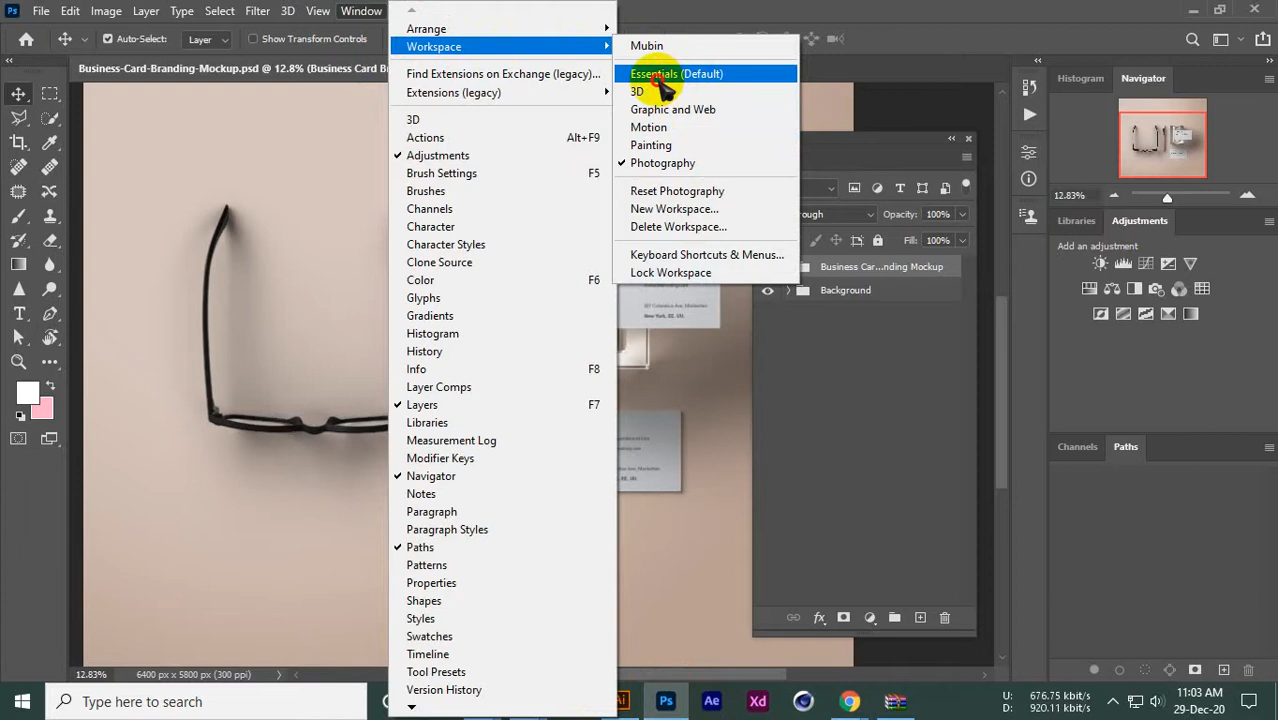 Ps File Edit Image Layer Type Select Filter 3D View Window
Auto-Select: Layer Show Transform Controls
Business-Card-Branding-Mockup.psd @ 12.8% (Business Card Br
Arrange
Workspace
Find Extensions on Exchange (legacy)...
Extensions (legacy)
3D
Actions Alt+F9
Adjustments
Brush Settings F5
Brushes
Channels
Character
Character Styles
Clone Source
Color F6
Glyphs
Gradients
Histogram
History
Info F8
Layer Comps
Layers F7
Libraries
Measurement Log
Modifier Keys
Navigator
Notes
Paragraph
Paragraph Styles
Paths
Patterns
Properties
Shapes
Styles
Swatches
Timeline
Tool Presets
Version History
Mubin
Essentials (Default)
3D
Graphic and Web
Motion
Painting
Photography
Reset Photography
New Workspace...
Delete Workspace...
Keyboard Shortcuts & Menus...
Lock Workspace
rough Opacity: 100%
Fill: 100%
Business Car...nding Mockup
Background
Histogram Navigator
12.83%
Libraries Adjustments
Add an adjustment
Channels Paths
12.83% 6400 px x 5800 px (300 ppi)
Type here to search
Ai Ps Ae Xd
U: 676.75 kbit/s
D: 920.11 kbit/s
11:03 AM
29-Dec-20